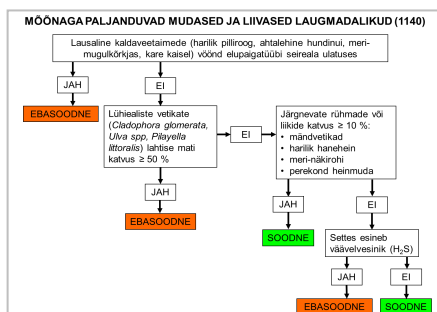 MÕÕNAGA PALJANDUVAD MUDASED JA LIIVASED LAUGMADALIKUD (1140)
Lausaline kaldaveetaimede (harilik pilliroog, ahtalehine hundinui, meri-
mugulkõrkjas, kare kaisel) vöönd elupaigatüübi seireala ulatuses
JAH
EI
EBASOODNE
Lühiealiste vetikate
(Cladophora glomerata,
Ulva spp, Pilayella
littoralis) lahtise mati
katvus ≥ 50 %
EI
Järgnevate rühmade või
liikide katvus ≥ 10 %:
• mändvetikad
• harilik hanehein
• meri-näkirohi
• perekond heinmuda
JAH
EBASOODNE
JAH
EI
SOODNE
Settes esineb
väävelvesinik (H₂S)
JAH
EI
EBASOODNE
SOODNE